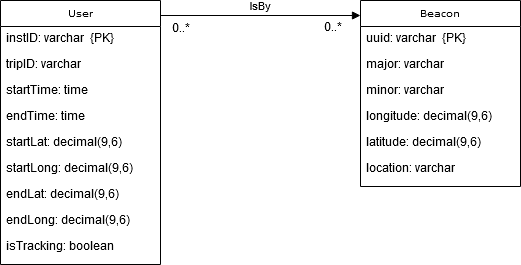 User
IsBy
Beacon
0..*
0..*
instID: varchar {PK}
tripID: varchar
startTime: time
endTime: time
startLat: decimal(9,6)
startLong: decimal(9,6)
endLat: decimal(9,6)
endLong: decimal(9,6)
isTracking: boolean
uuid: varchar {PK}
major: varchar
minor: varchar
longitude: decimal(9,6)
latitude: decimal(9,6)
location: varchar